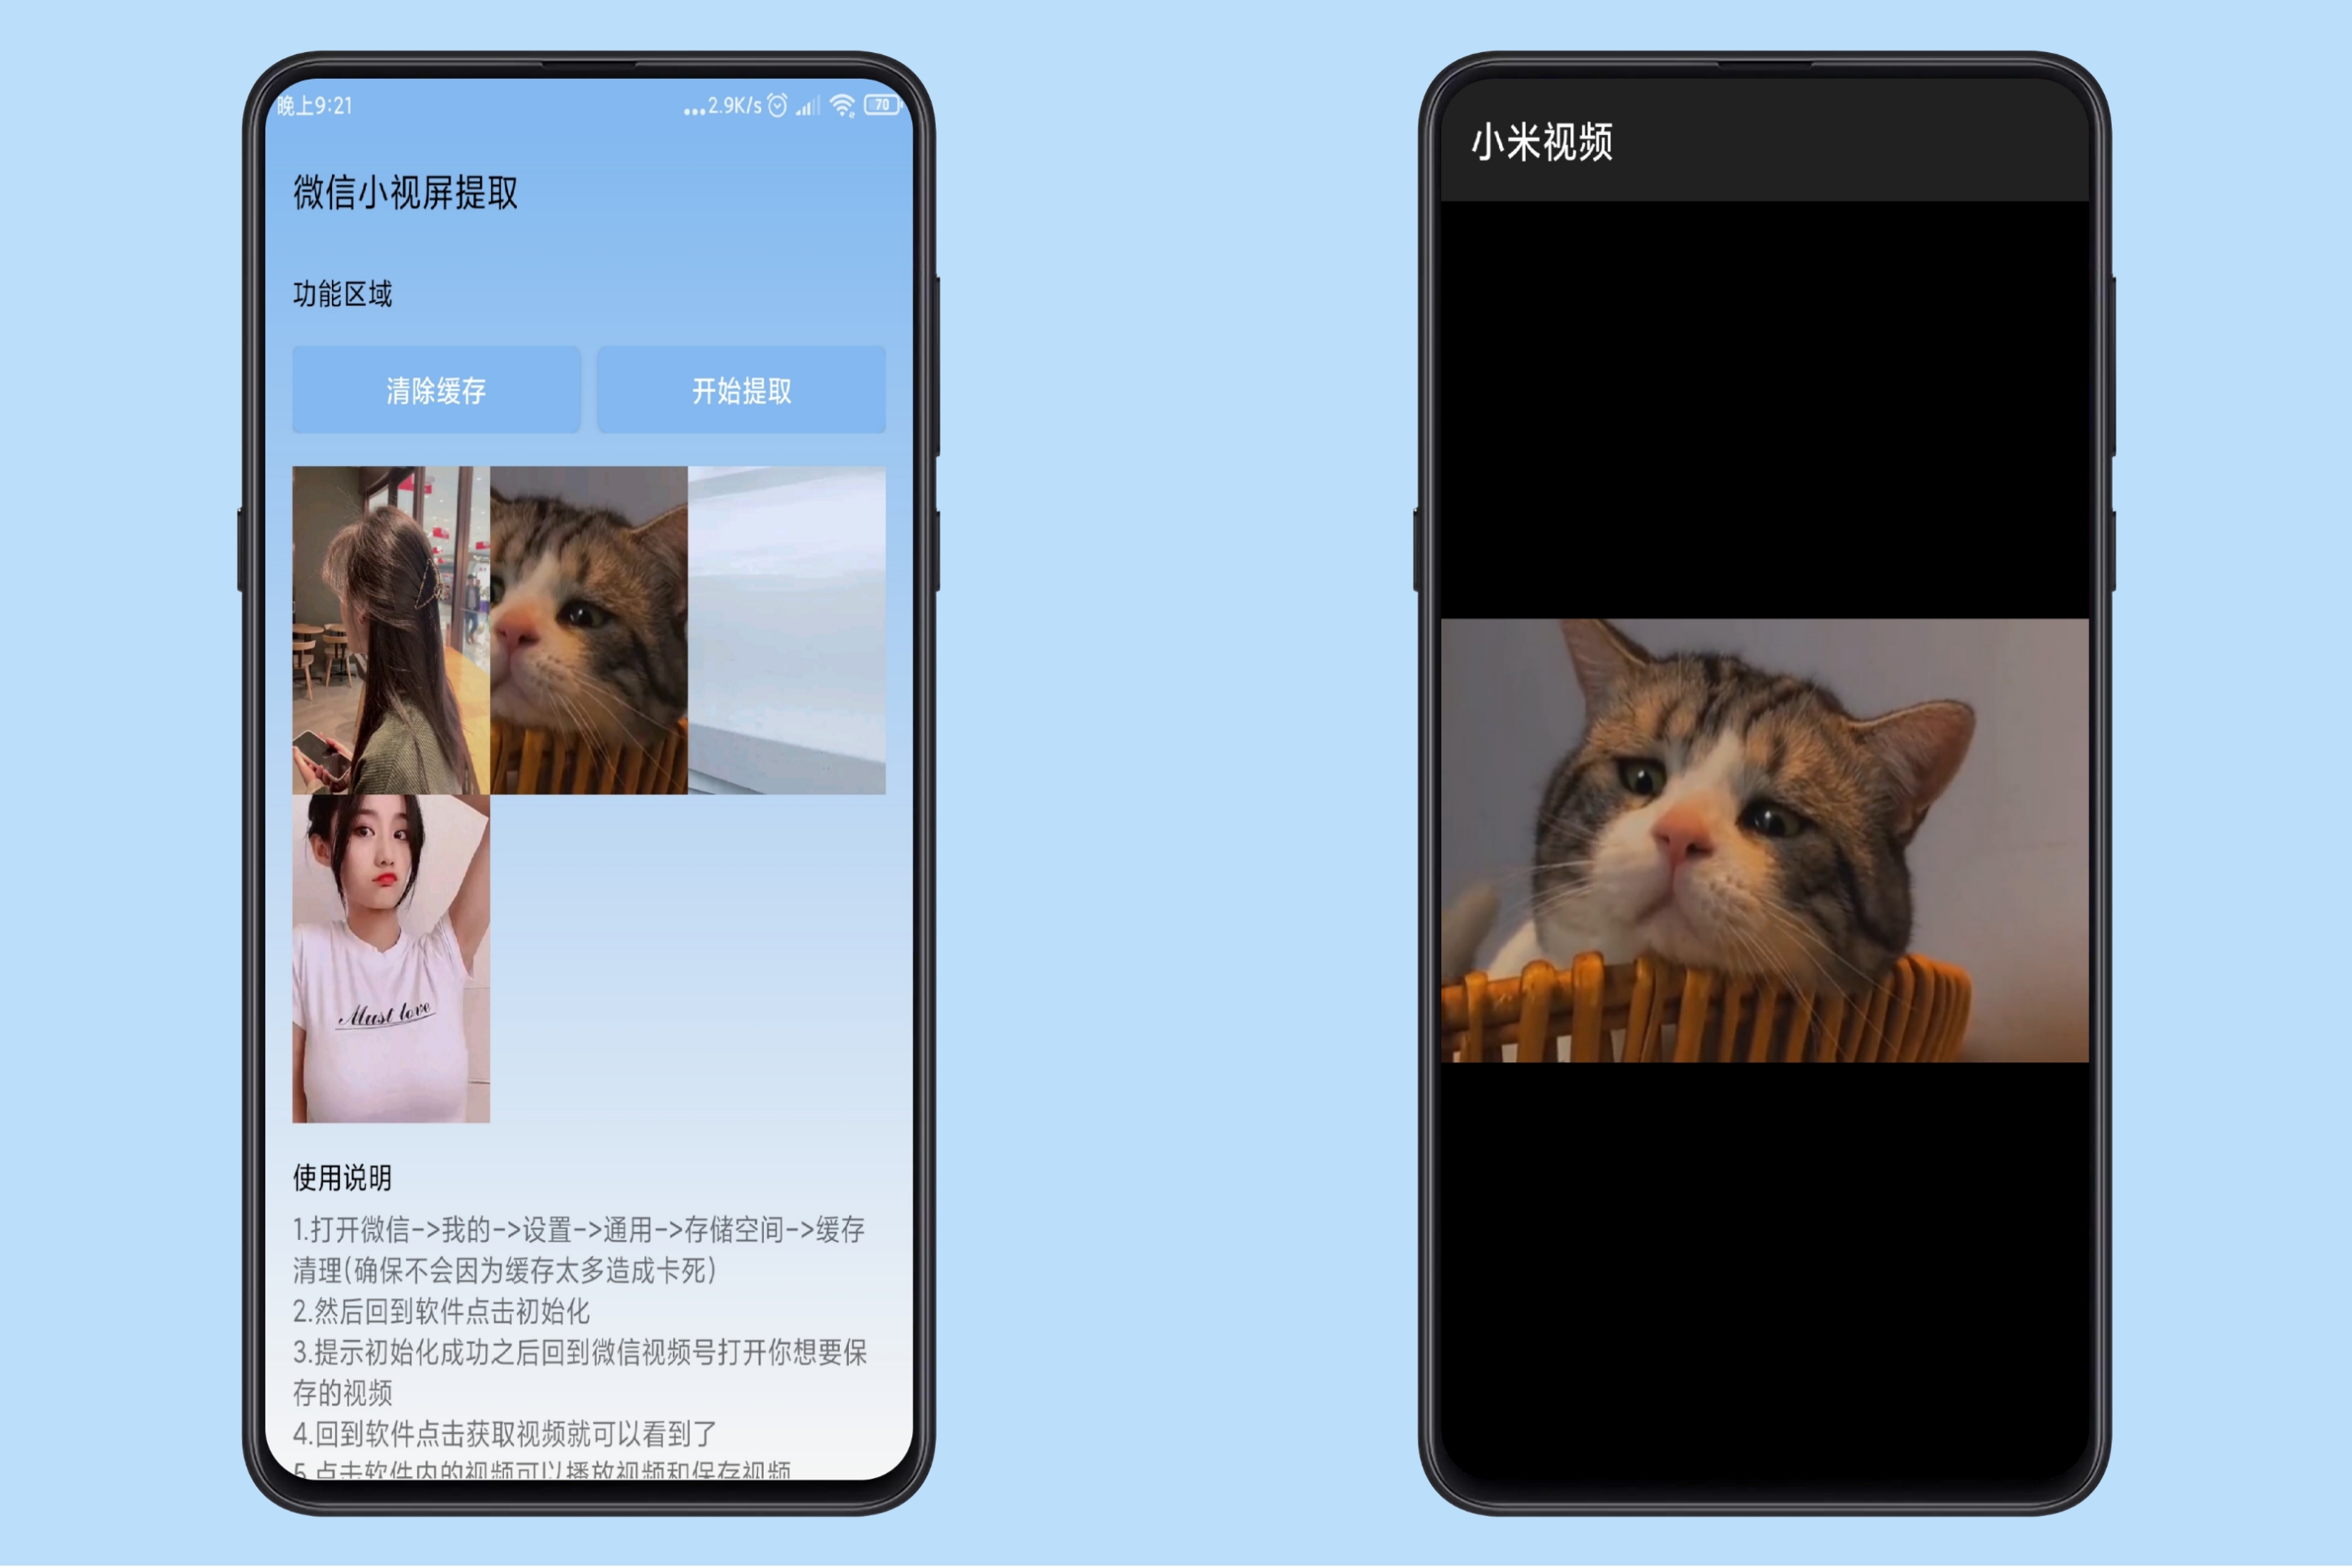 晚上9:21
...2.9K/s
70
微信小视屏提取
功能区域
清除缓存
开始提取
Must love
使用说明
1.打开微信->我的->设置->通用->存储空间->缓存
清理(确保不会因为缓存太多造成卡死)
2.然后回到软件点击初始化
3.提示初始化成功之后回到微信视频号打开你想要保
存的视频
4.回到软件点击获取视频就可以看到了
5.点击软件内的视频可以播放视频和保存视频
小米视频